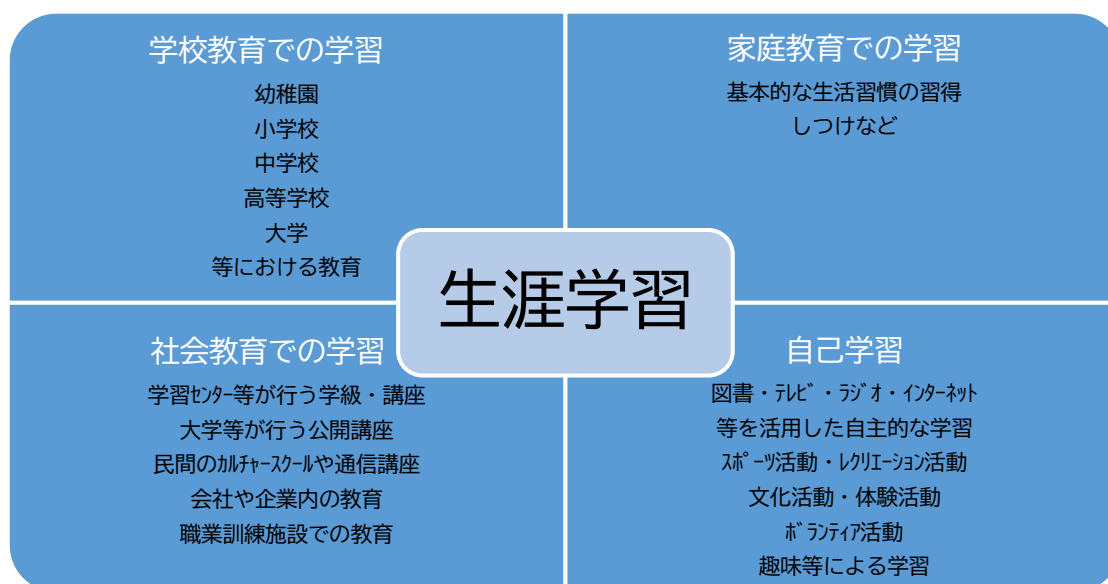 学校教育での学習
幼稚園
小学校
中学校
高等学校
大学
等における教育
家庭教育での学習
基本的な生活習慣の習得
しつけなど
生涯学習
社会教育での学習
学習ｾﾝﾀｰ等が行う学級・講座
大学等が行う公開講座
民間のｶﾙﾁｬｰｽｸｰﾙや通信講座
会社や企業内の教育
職業訓練施設での教育
自己学習
図書・ﾃﾚﾋﾞ・ﾗｼﾞｵ・ｲﾝﾀｰﾈｯﾄ
等を活用した自主的な学習
ｽﾎﾟｰﾂ活動・ﾚｸﾘｴｰｼｮﾝ活動
文化活動・体験活動
ﾎﾞﾗﾝﾃｨｱ活動
趣味等による学習